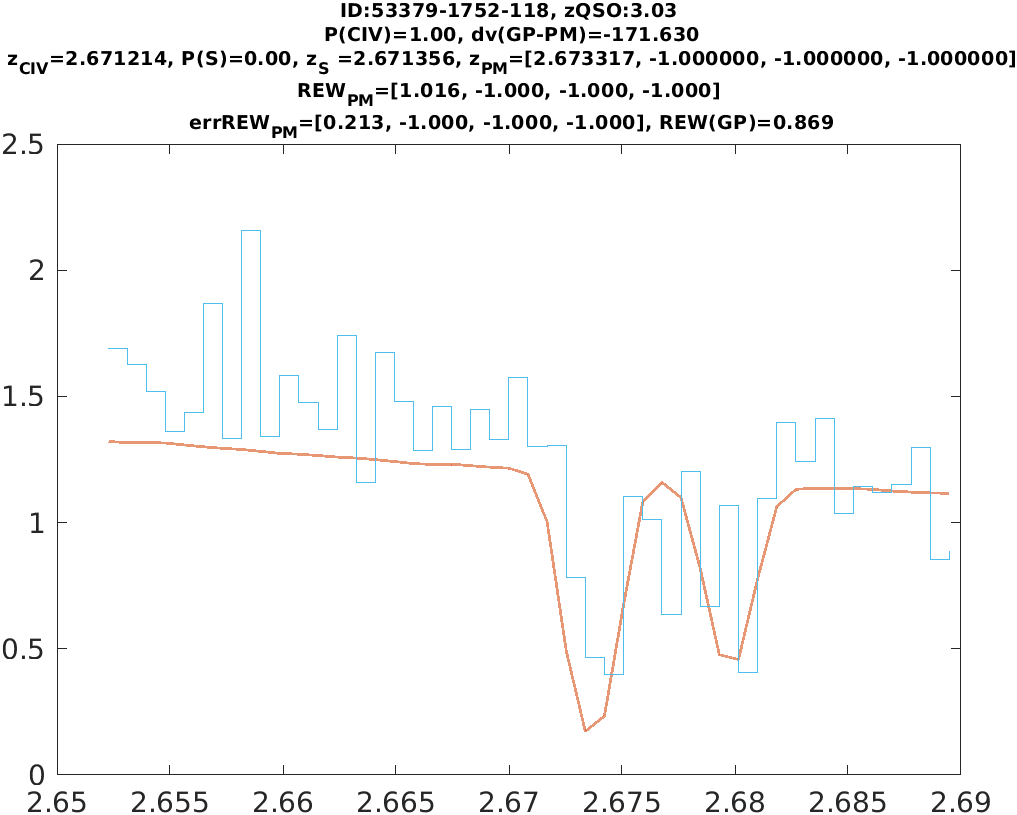 ID:53379-1752-118, zQSO:3.03
P(CIV)=1.00, dv(GP-PM)=-171.630
zCIV=2.671214, P(S)=0.00, zS =2.671356, zPM=[2.673317, -1.000000, -1.000000, -1.000000]
REWPM=[1.016, -1.000, -1.000, -1.000]
errREWPM=[0.213, -1.000, -1.000, -1.000], REW(GP)=0.869
2.5
2
1.5
1
0.5
0
2.65 2.655 2.66 2.665 2.67 2.675 2.68 2.685 2.69